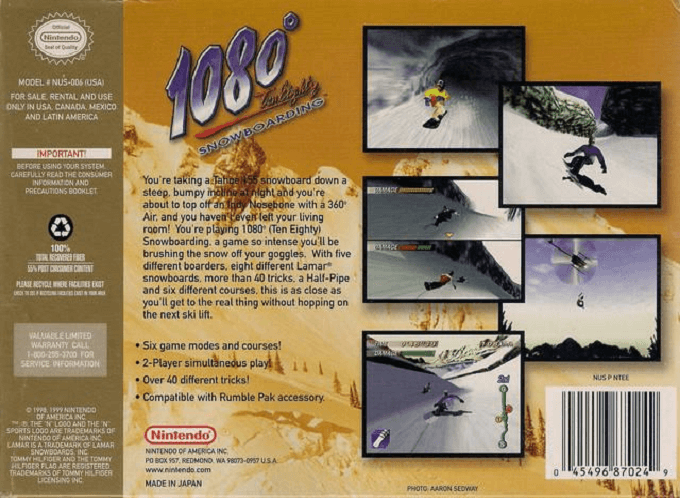 Official
Nintendo
Seal of Quality
MODEL # NUS-006 (USA)
FOR SALE, RENTAL AND USE
ONLY IN USA, CANADA, MEXICO
AND LATIN AMERICA
IMPORTANT!
BEFORE USING YOUR SYSTEM,
CAREFULLY READ THE CONSUMER
INFORMATION AND
PRECAUTIONS BOOKLET
100%
TOTAL RECOVERED FIBER
55% POST CONSUMER CONTENT
PLEASE RECYCLE WHERE FACILITIES EXIST
VALUABLE LIMITED
WARRANTY CALL
1-800-255-3700 FOR
SERVICE INFORMATION
© 1998, 1999 NINTENDO
OF AMERICA INC.
TM, ®, THE "N" LOGO AND THE "N"
SPORTS LOGO ARE TRADEMARKS OF
NINTENDO OF AMERICA INC.
LAMAR IS A TRADEMARK OF LAMAR
SNOWBOARDS, INC.
TOMMY HILFIGER AND THE TOMMY
HILFIGER FLAG ARE REGISTERED
TRADEMARKS OF TOMMY HILFIGER
LICENSING INC.
1080°
Ten Eighty
SNOWBOARDING
You're taking a Tahoe 155 snowboard down a
steep, bumpy incline at night and you're
about to top off an Indy Nosebone with a 360°
Air, and you haven't even left your living
room! You're playing 1080° (Ten Eighty)
Snowboarding, a game so intense you'll be
brushing the snow off your goggles. With five
different boarders, eight different Lamar®
snowboards, more than 40 tricks, a Half-Pipe
and six different courses, this is as close as
you'll get to the real thing without hopping on
the next ski lift.
• Six game modes and courses!
• 2-Player simultaneous play!
• Over 40 different tricks!
• Compatible with Rumble Pak accessory.
Nintendo
NINTENDO OF AMERICA INC.
PO BOX 957, REDMOND, WA 98073-0957 U.S.A.
www.nintendo.com
MADE IN JAPAN
DAMAGE
DAMAGE
DAMAGE
2nd
PHOTO: AARON SEDWAY
NUS P NTEE
0 45496 87024 9